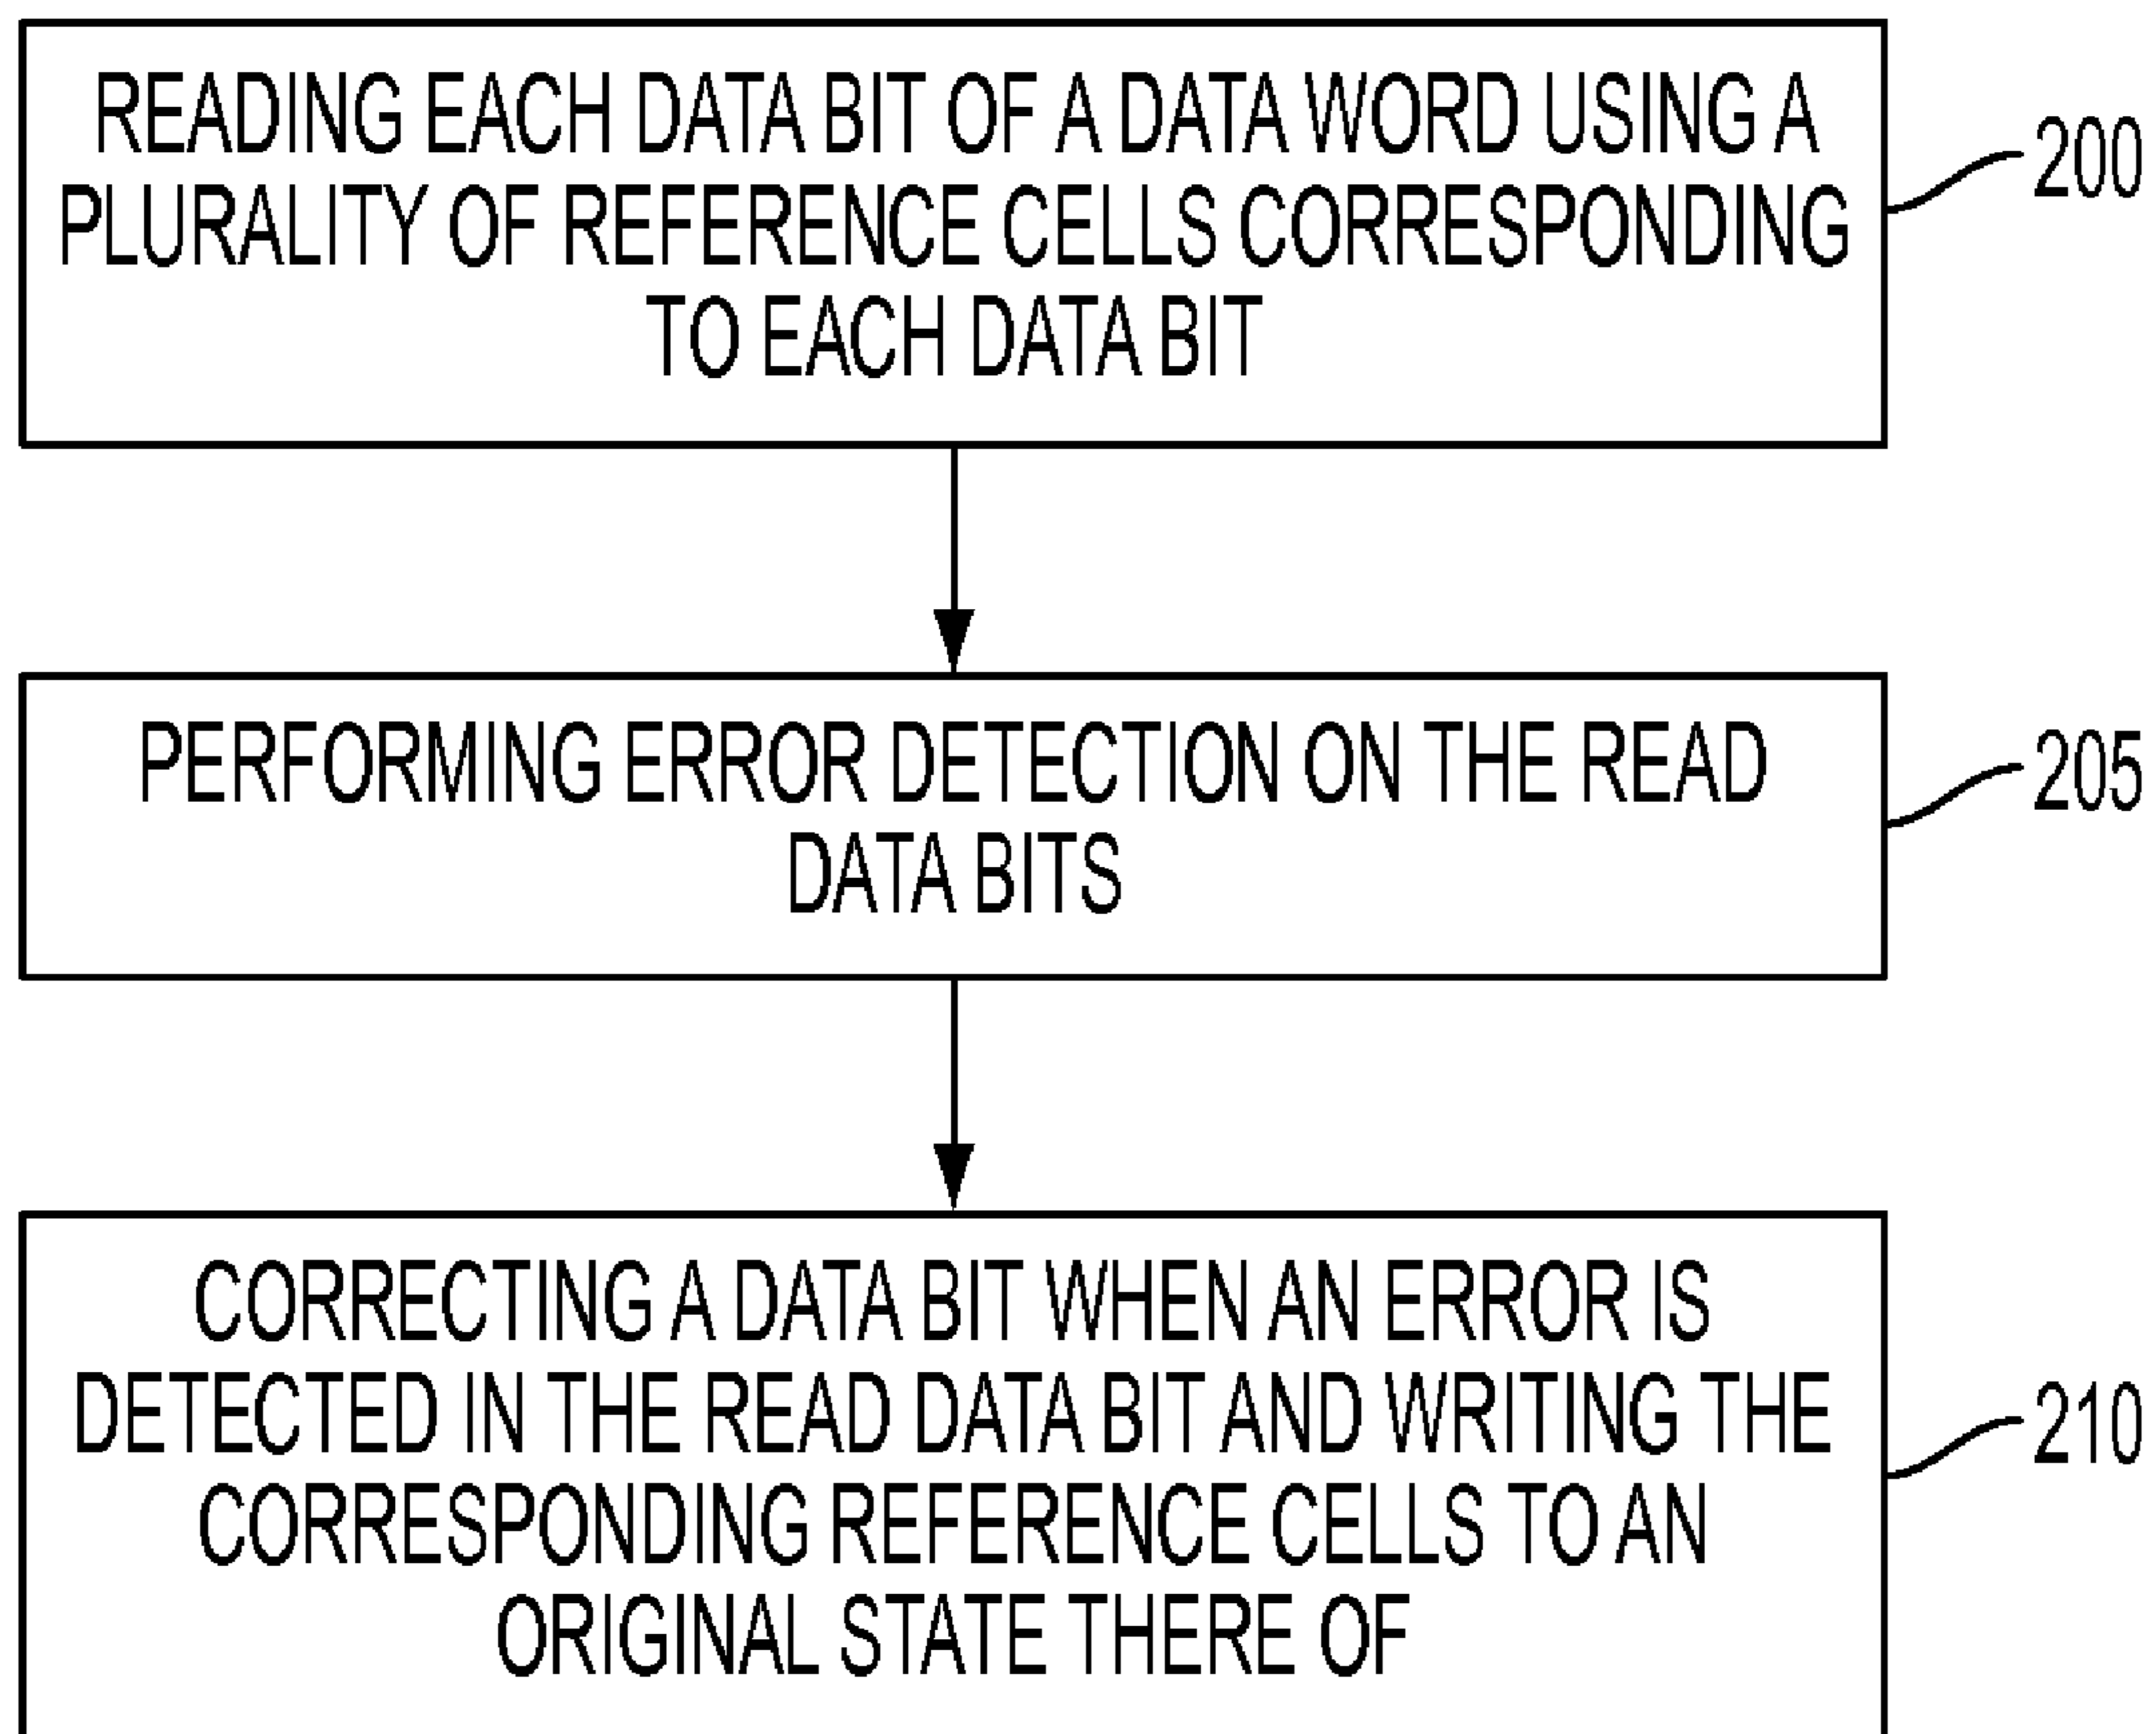 READING EACH DATA BIT OF A DATA WORD USING A
PLURALITY OF REFERENCE CELLS CORRESPONDING
TO EACH DATA BIT
200
PERFORMING ERROR DETECTION ON THE READ
DATA BITS
205
CORRECTING A DATA BIT WHEN AN ERROR IS
DETECTED IN THE READ DATA BIT AND WRITING THE
CORRESPONDING REFERENCE CELLS TO AN
ORIGINAL STATE THERE OF
210